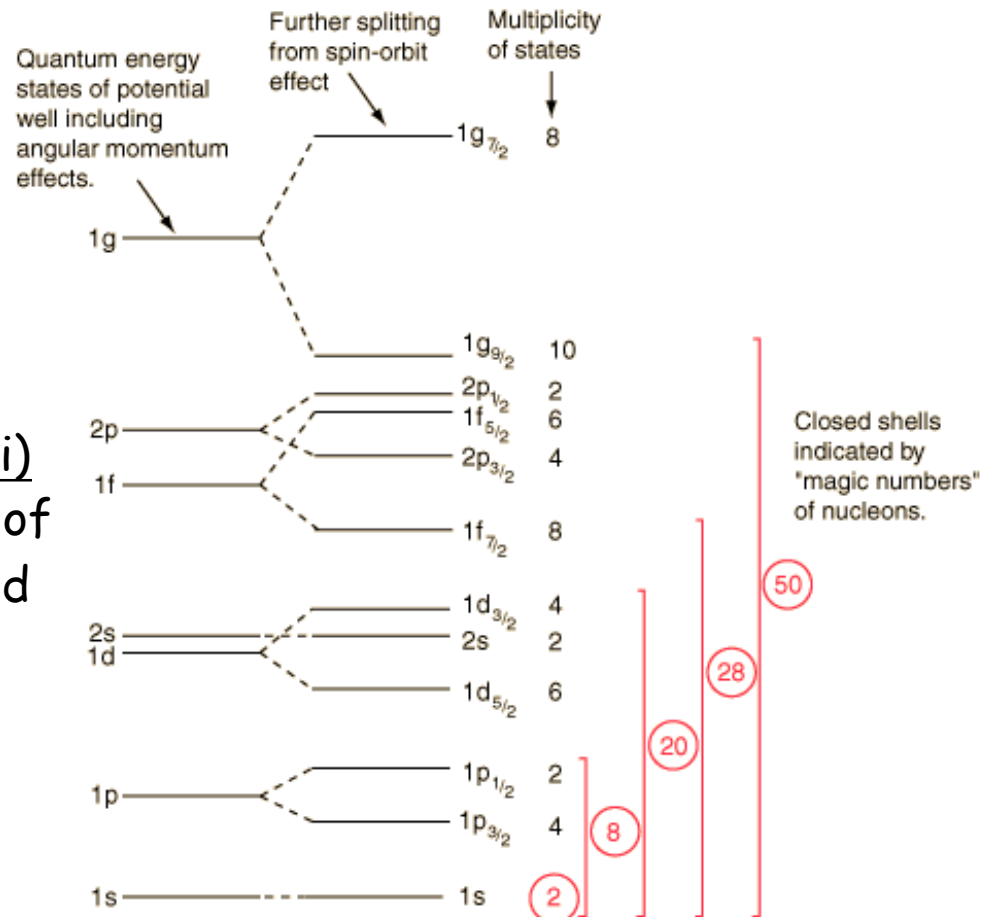 Further splitting
from spin-orbit
effect
Multiplicity
of states
Quantum energy
states of potential
well including
angular momentum
effects.
1g7/2 8
1g
1g9/2 10
2p1/2 2
1f5/2 6
2p
2p3/2 4
1f
1f7/2 8
i)
of
d
Closed shells
indicated by
"magic numbers"
of nucleons.
50
1d3/2 4
2s
2s 2
1d
1d5/2 6
28
20
1p1/2 2
1p
1p3/2 4
8
1s
1s
2